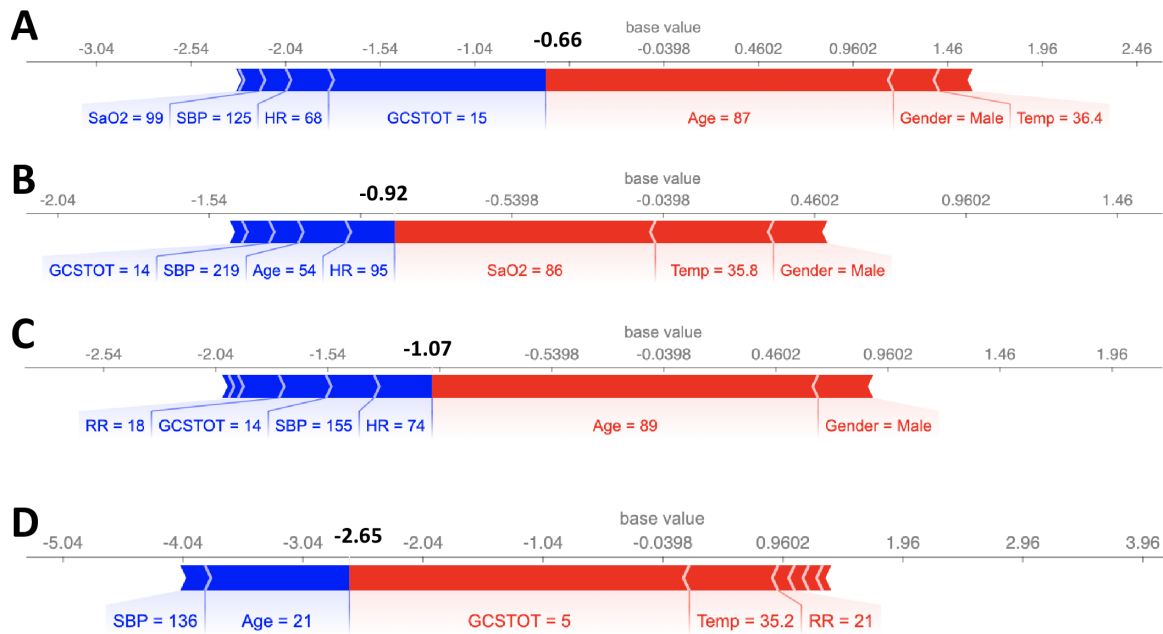 A
base value
-3.04 -2.54 -2.04 -1.54 -1.04 -0.66 -0.0398 0.4602 0.9602 1.46 1.96 2.46
SaO2 = 99 SBP = 125 HR = 68 GCSTOT = 15 Age = 87 Gender = Male Temp = 36.4
B
base value
-2.04 -1.54 -0.92 -0.5398 -0.0398 0.4602 0.9602 1.46
GCSTOT = 14 SBP = 219 Age = 54 HR = 95 SaO2 = 86 Temp = 35.8 Gender = Male
C
base value
-2.54 -2.04 -1.54 -1.07 -0.5398 -0.0398 0.4602 0.9602 1.46 1.96
RR = 18 GCSTOT = 14 SBP = 155 HR = 74 Age = 89 Gender = Male
D
base value
-5.04 -4.04 -3.04 -2.65 -2.04 -1.04 -0.0398 0.9602 1.96 2.96 3.96
SBP = 136 Age = 21 GCSTOT = 5 Temp = 35.2 RR = 21